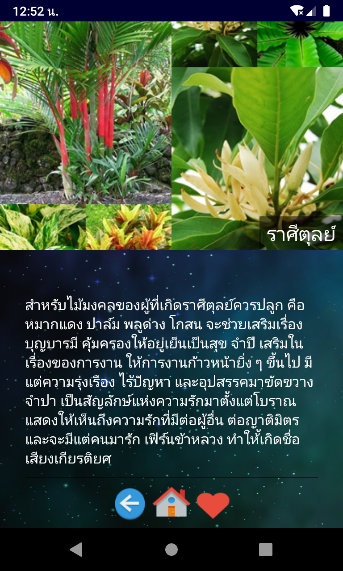 12:52 น.
ราศีตุลย์
สำหรับไม้มงคลของผู้ที่เกิดราศีตุลย์ควรปลูก คือ
หมากแดง ปาล์ม พลูด่าง โกสน จะช่วยเสริมเรื่อง
บุญบารมี คุ้มครองให้อยู่เย็นเป็นสุข จำปี เสริมใน
เรื่องของการงาน ให้การงานก้าวหน้ายิ่ง ๆ ขึ้นไป มี
แต่ความรุ่งเรือง ไร้ปัญหา และอุปสรรคมาขัดขวาง
จำปา เป็นสัญลักษ์แห่งความรักมาตั้งแต่โบราณ
แสดงให้เห็นถึงความรักที่มีต่อผู้อื่น ต่อญาติมิตร
และจะมีแต่คนมารัก เฟิร์นข้าหลวง ทำให้เกิดชื่อ
เสียงเกียรติยศ